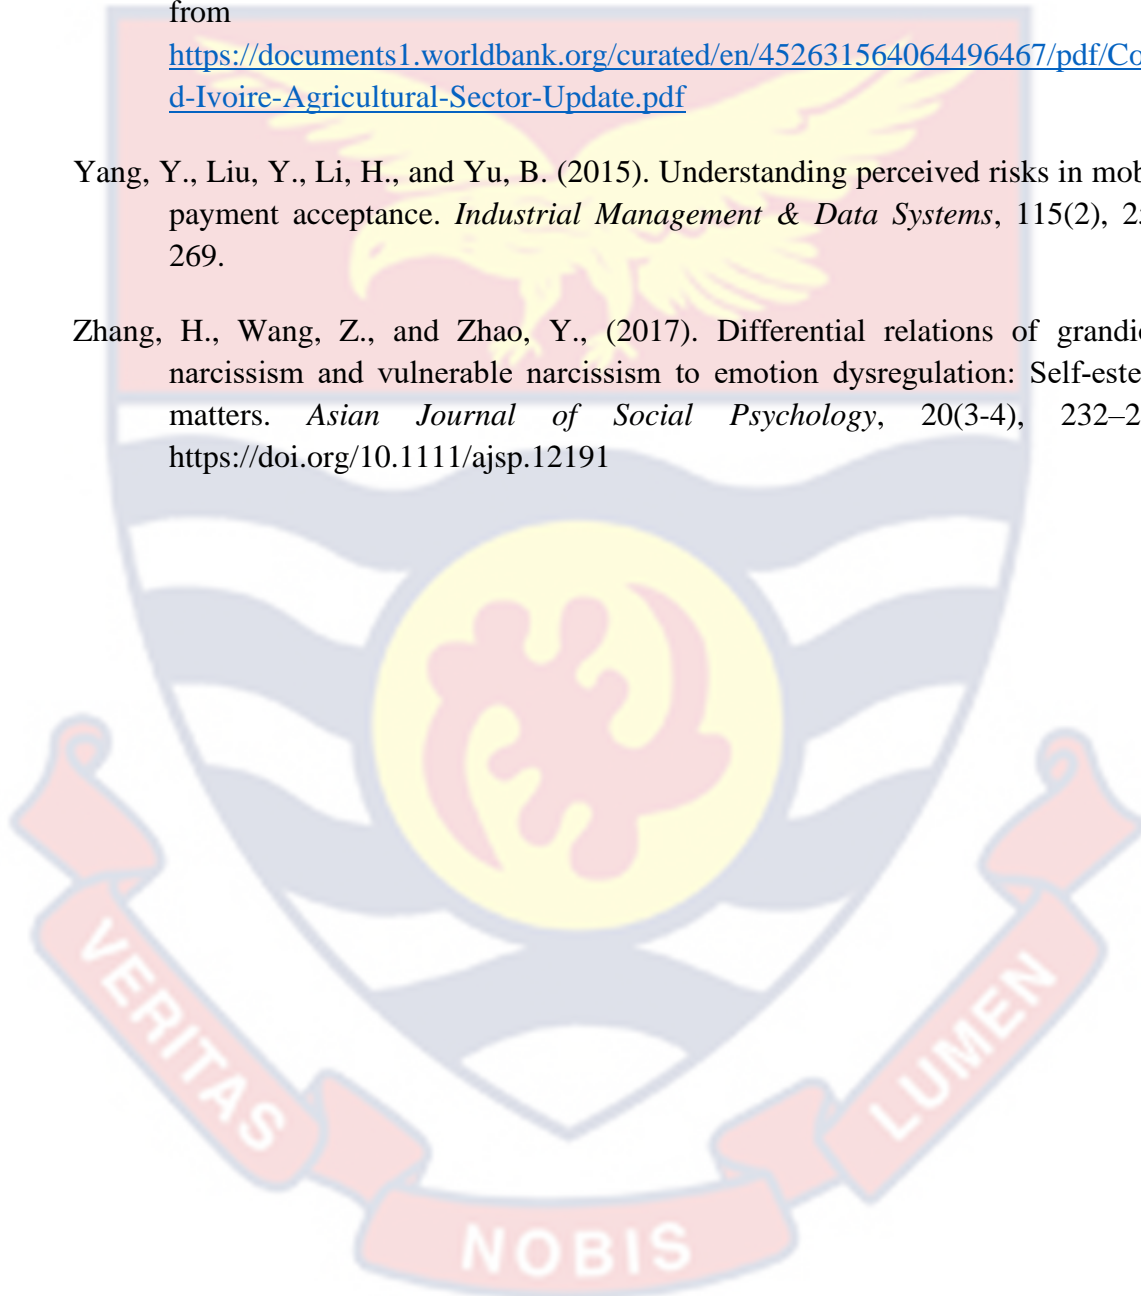 from
https://documents1.worldbank.org/curated/en/452631564064496467/pdf/Co
d-Ivoire-Agricultural-Sector-Update.pdf
Yang, Y., Liu, Y., Li, H., and Yu, B. (2015). Understanding perceived risks in mob
payment acceptance. Industrial Management & Data Systems, 115(2), 25
269.
Zhang, H., Wang, Z., and Zhao, Y., (2017). Differential relations of grandio
narcissism and vulnerable narcissism to emotion dysregulation: Self-estee
matters. Asian Journal of Social Psychology, 20(3-4), 232–2
https://doi.org/10.1111/ajsp.12191
VERITAS
NOBIS
LUMEN